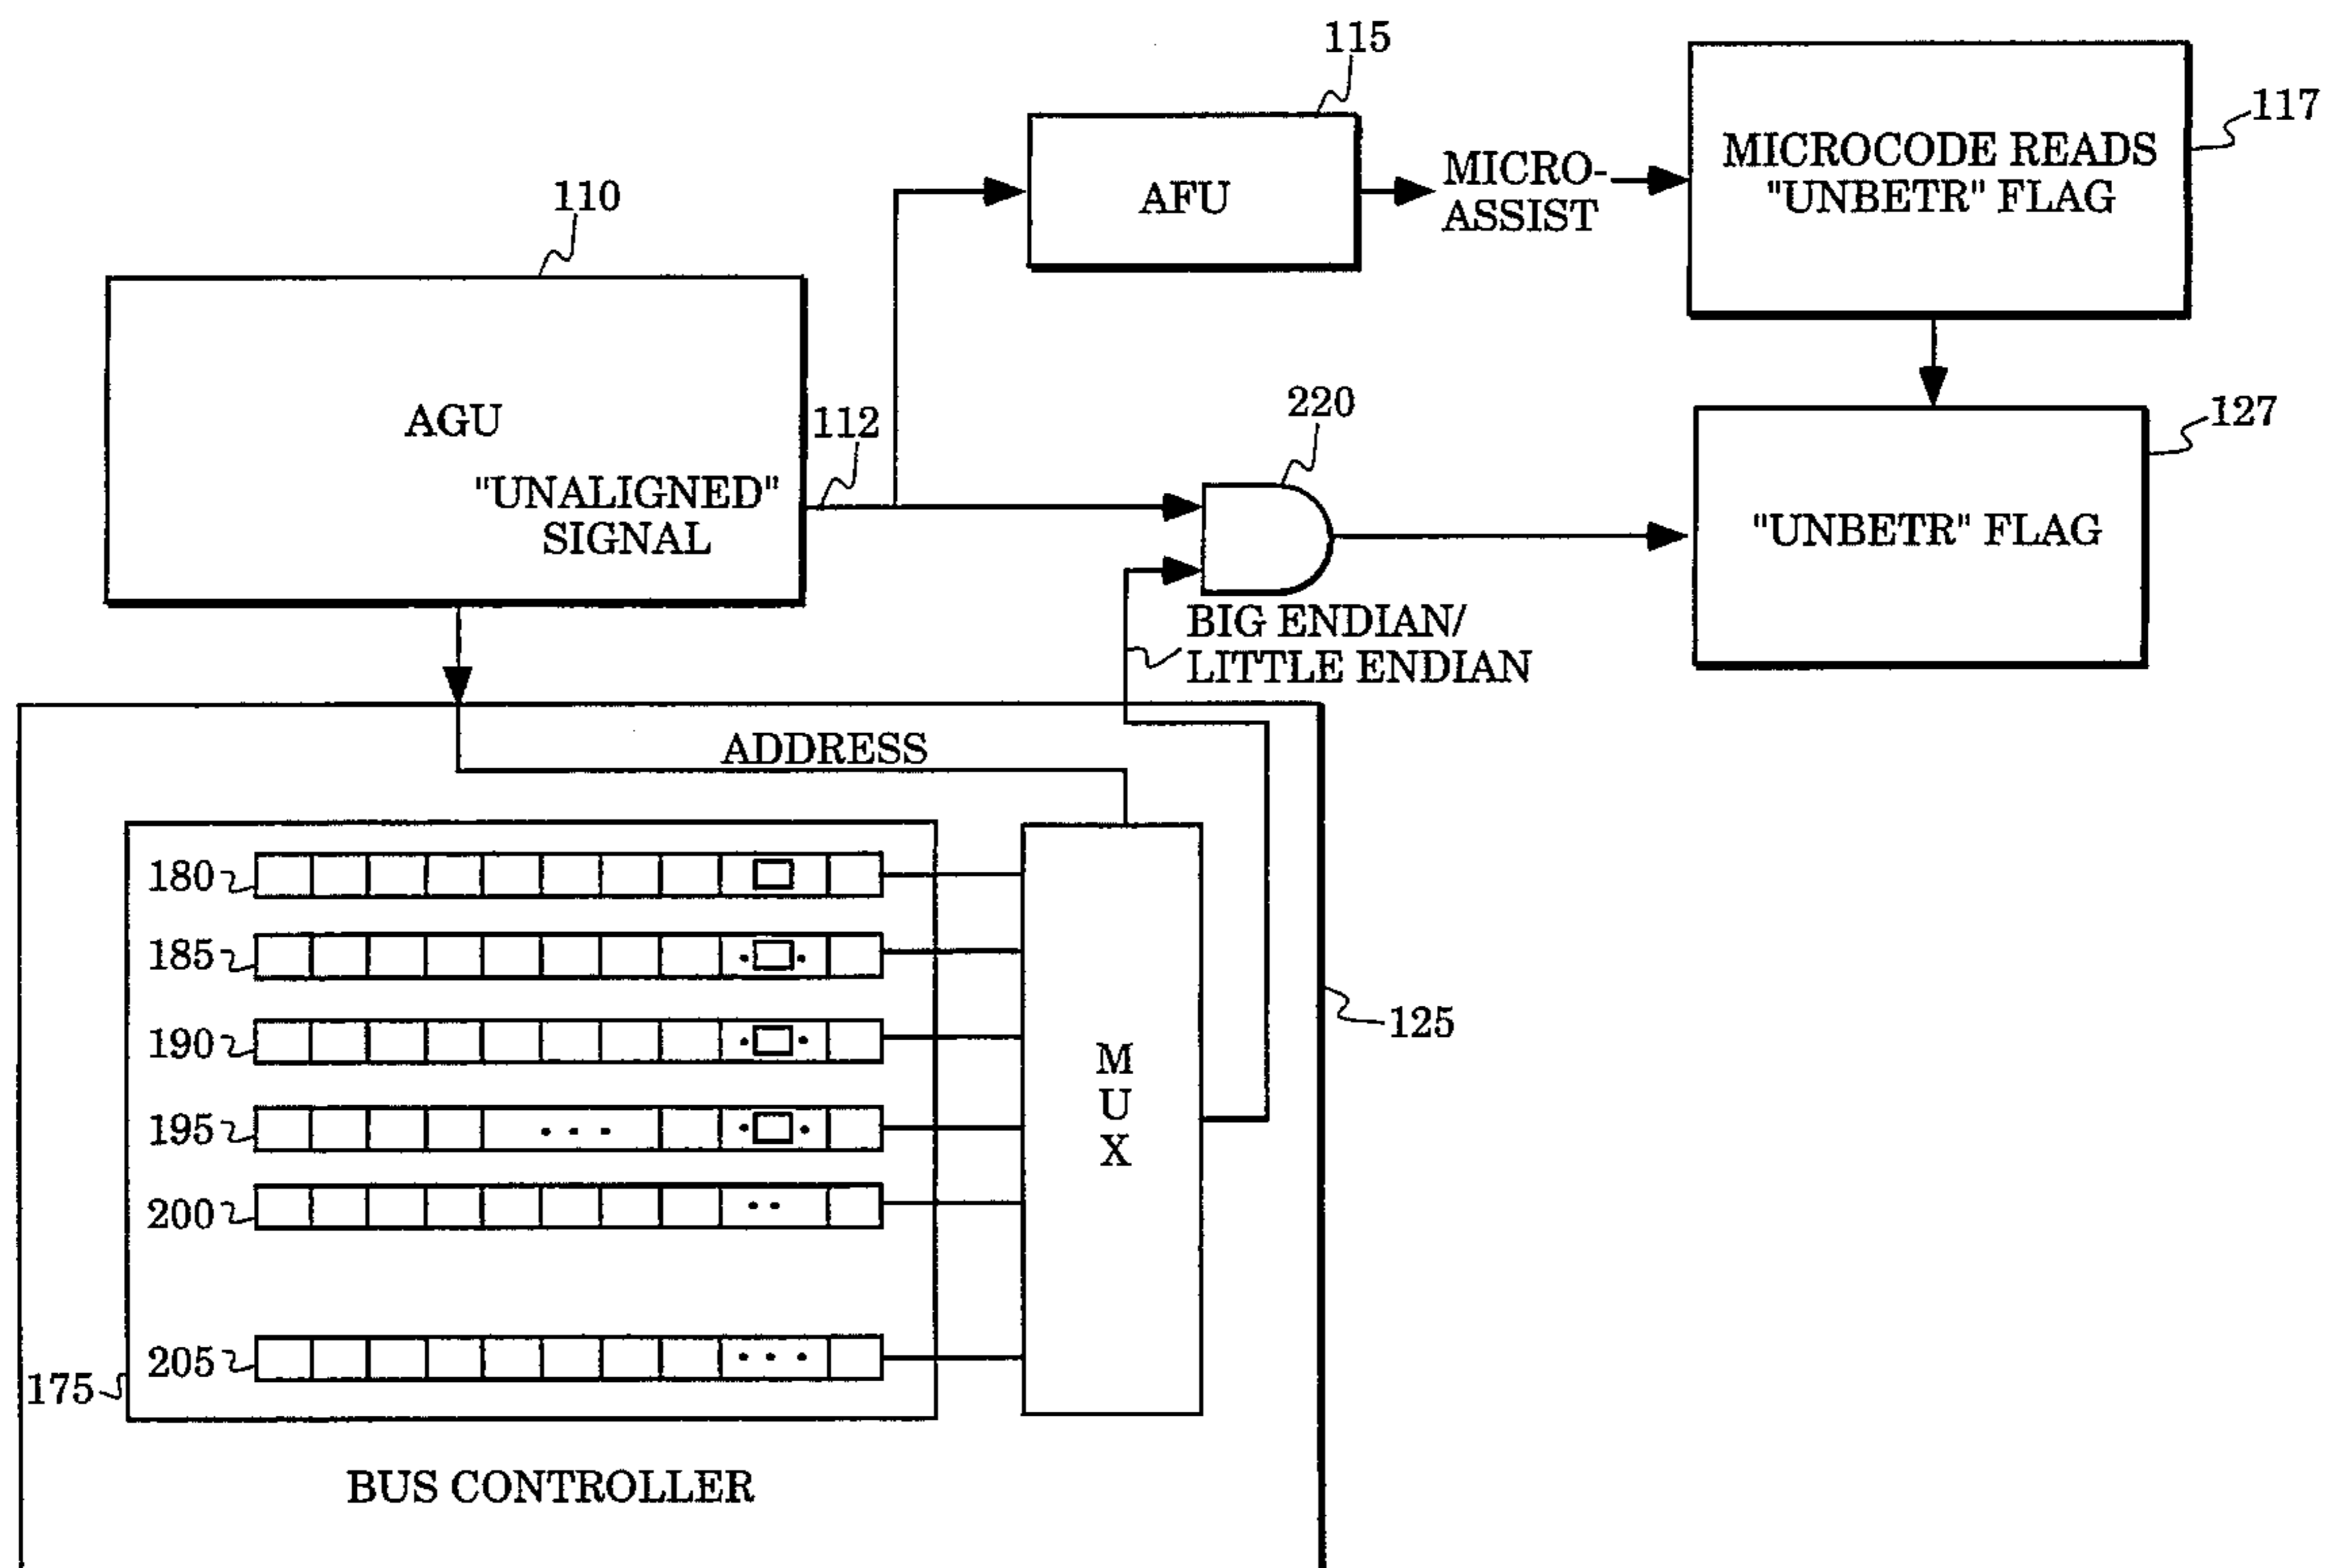 115
117
MICROCODE READS
"UNBETR" FLAG
AFU
MICRO-
ASSIST
110
AGU
"UNALIGNED"
SIGNAL
112
220
127
"UNBETR" FLAG
BIG ENDIAN/
LITTLE ENDIAN
ADDRESS
180
185
190
195
200
205
175
M
U
X
125
BUS CONTROLLER